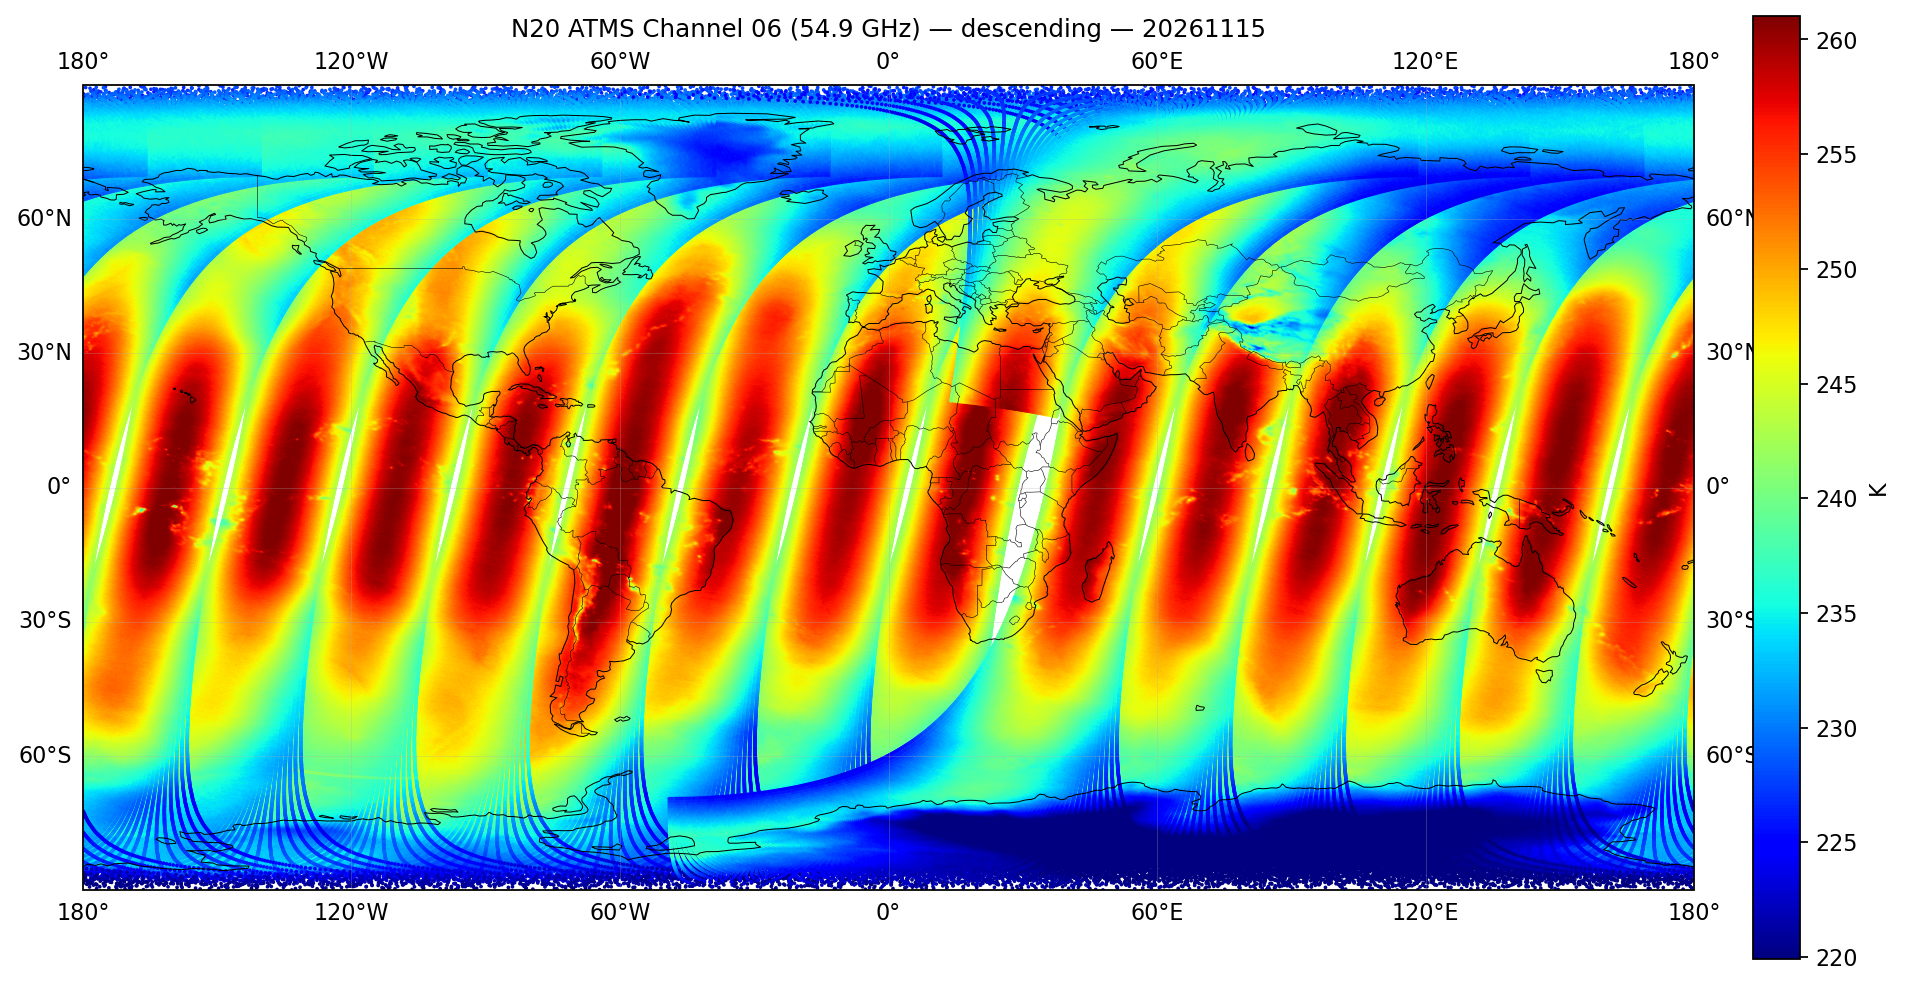 N20 ATMS Channel 06 (54.9 GHz) — descending — 20261115
180° 120°W 60°W 0° 60°E 120°E 180°
260
255
60°N 60°N
250
245
30°N 30°N
0° 0° 240 K
235
30°S 30°S
230
60°S 60°S
225
180° 120°W 60°W 0° 60°E 120°E 180°
220